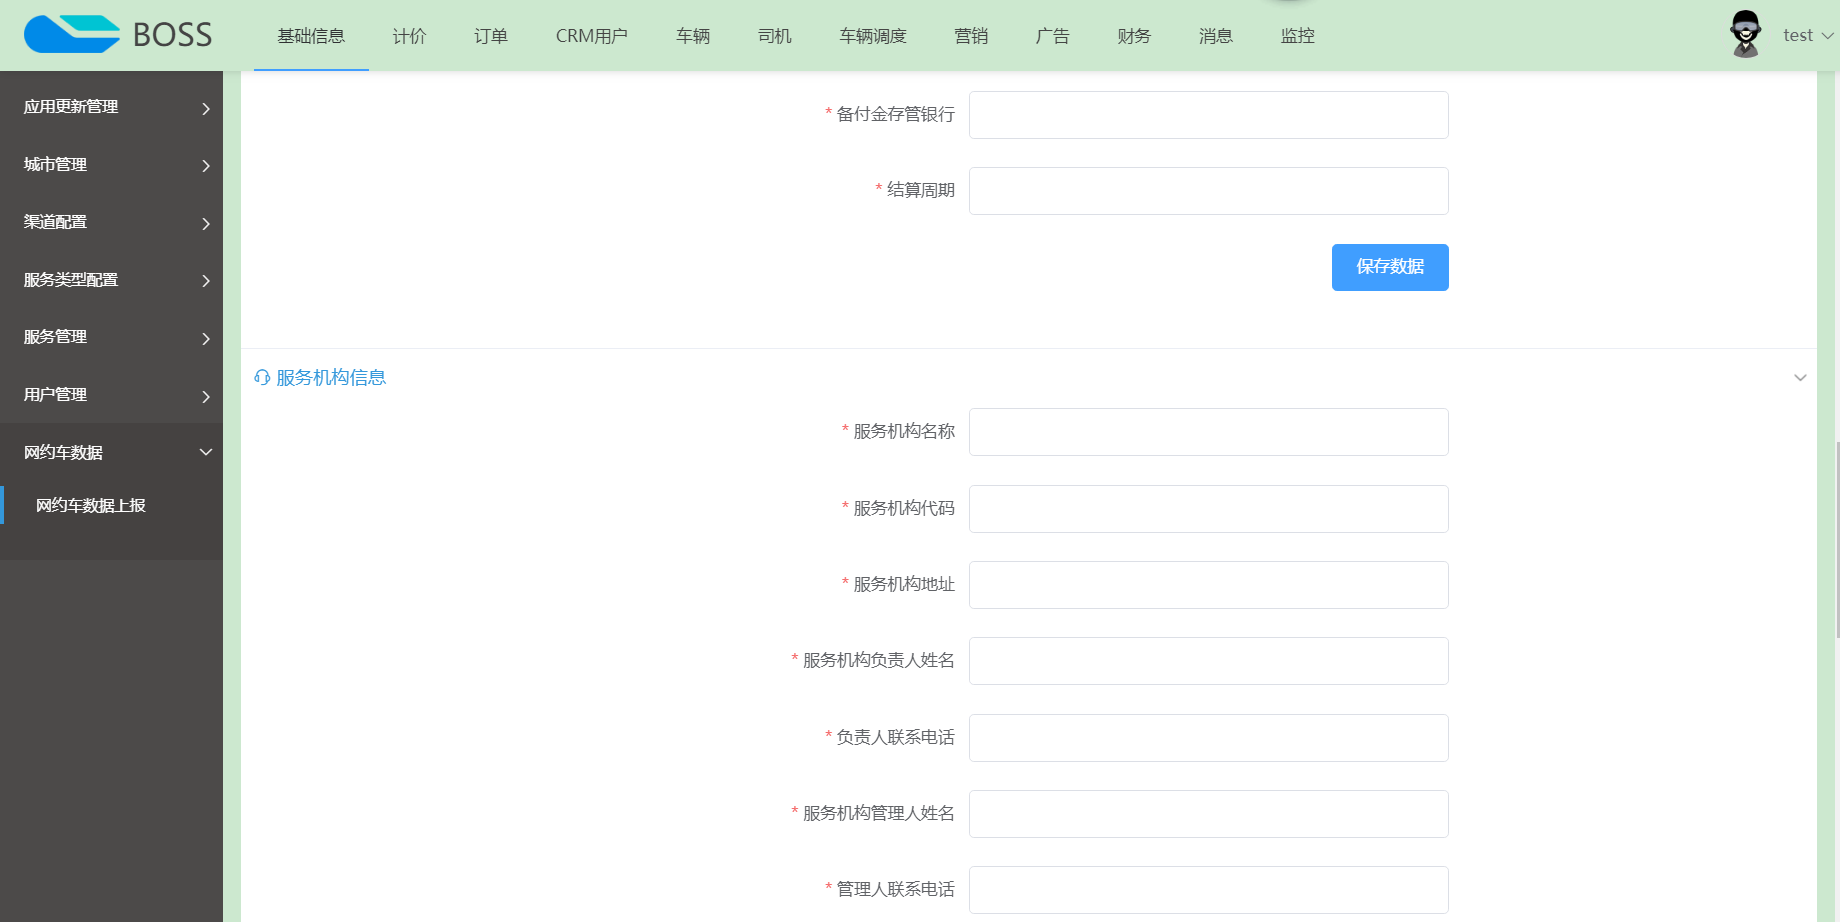 BOSS
基础信息
计价
订单
CRM用户
车辆
司机
车辆调度
营销
广告
财务
消息
监控
test
应用更新管理
城市管理
渠道配置
服务类型配置
服务管理
用户管理
网约车数据
网约车数据上报
* 备付金存管银行
* 结算周期
保存数据
服务机构信息
* 服务机构名称
* 服务机构代码
* 服务机构地址
* 服务机构负责人姓名
* 负责人联系电话
* 服务机构管理人姓名
* 管理人联系电话